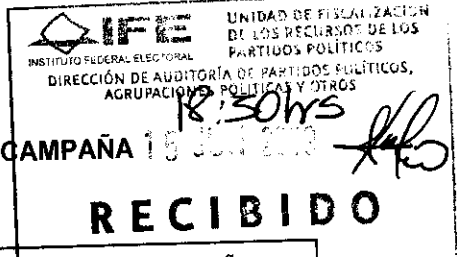 IFE
INSTITUTO FEDERAL ELECTORAL
UNIDAD DE FISCALIZACIÓN
DE LOS RECURSOS DE LOS
PARTIDOS POLÍTICOS
DIRECCIÓN DE AUDITORÍA DE PARTIDOS POLÍTICOS,
AGRUPACIONES POLÍTICAS Y OTROS
18:50hrs
CAMPAÑA
RECIBIDO